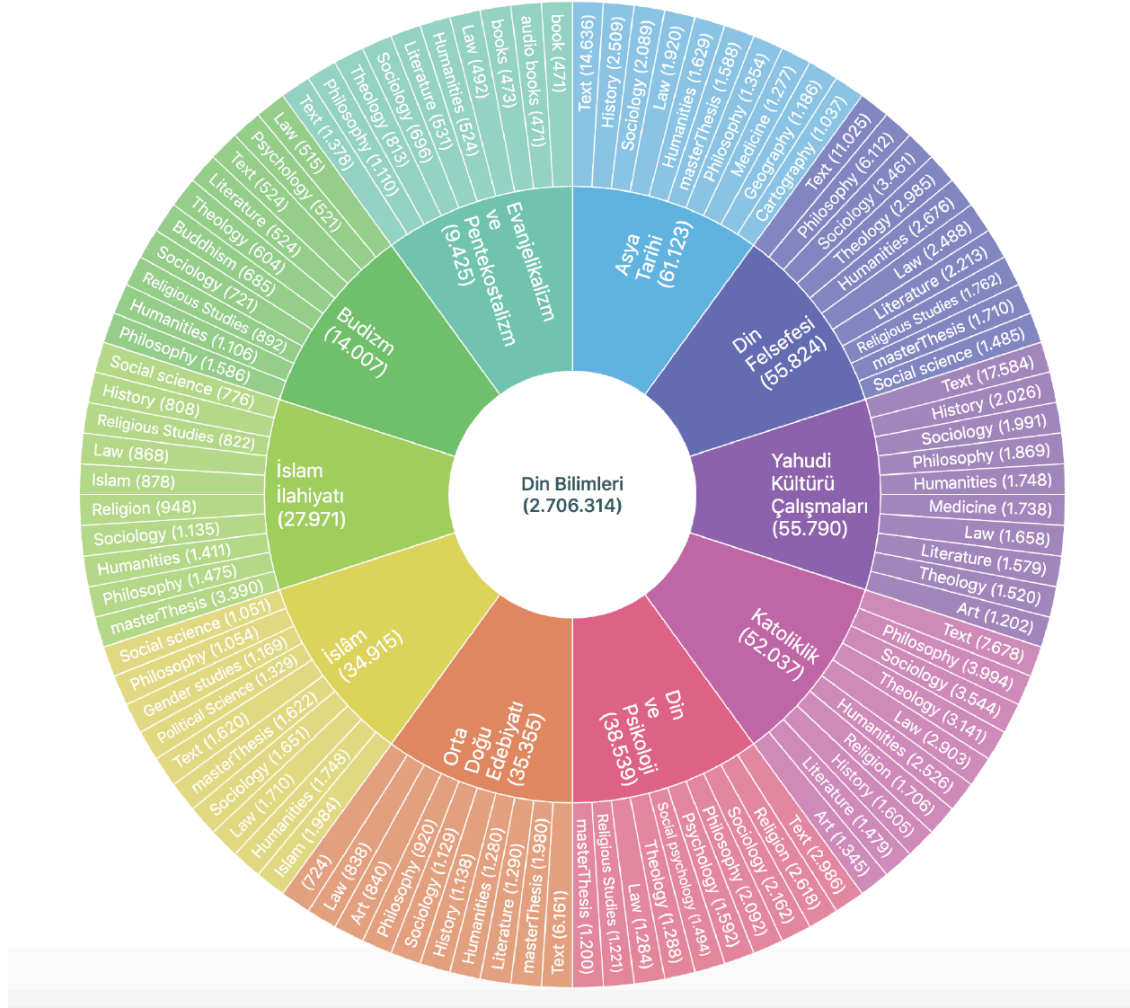 Din Bilimleri
(2.706.314)
Asya
Tarihi
(61.123)
Text (14.636)
History (2.509)
Sociology (2.089)
Law (1.920)
Humanities (1.629)
masterThesis (1.588)
Philosophy (1.354)
Medicine (1.277)
Geography (1.186)
Cartography (1.037)
Din
Felsefesi
(55.824)
Text (11.025)
Philosophy (6.112)
Sociology (3.461)
Theology (2.985)
Humanities (2.676)
Law (2.488)
Literature (2.213)
Religious Studies (1.762)
masterThesis (1.710)
Social science (1.485)
Yahudi
Kültürü
Çalışmaları
(55.790)
Text (17.584)
History (2.026)
Sociology (1.991)
Philosophy (1.869)
Humanities (1.748)
Medicine (1.738)
Law (1.658)
Literature (1.579)
Theology (1.520)
Art (1.202)
Katoliklik
(52.037)
Text (7.678)
Philosophy (3.994)
Sociology (3.544)
Theology (3.141)
Law (2.903)
Humanities (2.526)
Religion (1.706)
History (1.605)
Literature (1.479)
Art (1.345)
Din
ve
Psikoloji
(38.539)
Text (2.986)
Religion (2.618)
Sociology (2.162)
Philosophy (2.092)
Psychology (1.592)
Social psychology (1.494)
Theology (1.288)
Law (1.284)
Religious Studies (1.221)
masterThesis (1.200)
Orta
Doğu
Edebiyatı
(35.355)
Text (6.161)
masterThesis (1.980)
Literature (1.290)
Humanities (1.280)
History (1.138)
Sociology (1.129)
Philosophy (920)
Art (840)
Law (838)
(724)
İslâm
(34.915)
Islam (1.984)
Humanities (1.748)
Law (1.710)
Sociology (1.651)
masterThesis (1.622)
Text (1.620)
Political Science (1.329)
Gender studies (1.169)
Philosophy (1.054)
Social science (1.051)
İslam
İlahiyatı
(27.971)
masterThesis (3.390)
Philosophy (1.475)
Humanities (1.411)
Sociology (1.135)
Religion (948)
Islam (878)
Law (868)
Religious Studies (822)
History (808)
Social science (776)
Budizm
(14.007)
Philosophy (1.586)
Humanities (1.106)
Religious Studies (892)
Sociology (721)
Buddhism (685)
Theology (604)
Literature (524)
Text (524)
Psychology (521)
Law (515)
Evanjelikalizm
ve
Pentekostalizm
(9.425)
Text (1.378)
Philosophy (1.110)
Theology (813)
Sociology (696)
Literature (531)
Humanities (524)
Law (492)
books (473)
audio books (471)
book (471)